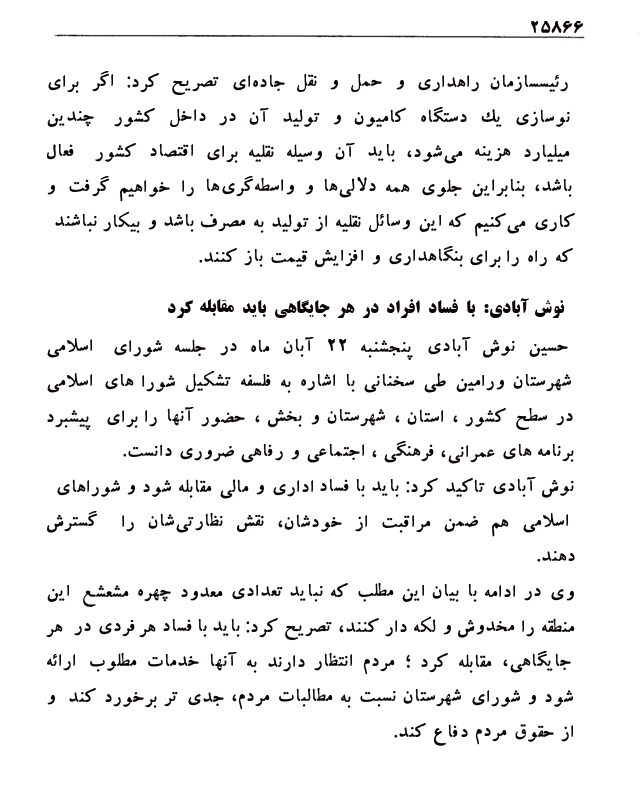 ۲۵۸۶۶
رئیسسازمان راهداری و حمل و نقل جاده‌ای تصریح کرد: اگر برای
نوسازی یك دستگاه کامیون و تولید آن در داخل کشور چندین
میلیارد هزینه می‌شود، باید آن وسیله نقلیه برای اقتصاد کشور فعال
باشد، بنابراین جلوی همه دلالی‌ها و واسطه‌گری‌ها را خواهیم گرفت و
کاری می‌کنیم که این وسائل نقلیه از تولید به مصرف باشد و بیکار نباشند
که راه را برای بنگاهداری و افزایش قیمت باز کنند.
نوش آبادی: با فساد افراد در هر جایگاهی باید مقابله کرد
حسین نوش آبادی پنجشنبه ۲۲ آبان ماه در جلسه شورای اسلامی
شهرستان ورامین طی سخنانی با اشاره به فلسفه تشکیل شورا های اسلامی
در سطح کشور ، استان ، شهرستان و بخش ، حضور آنها را برای پیشبرد
برنامه های عمرانی، فرهنگی ، اجتماعی و رفاهی ضروری دانست.
نوش آبادی تاکید کرد: باید با فساد اداری و مالی مقابله شود و شوراهای
اسلامی هم ضمن مراقبت از خودشان، نقش نظارتی‌شان را گسترش
دهند.
وی در ادامه با بیان این مطلب که نباید تعدادی معدود چهره مشعشع این
منطقه را مخدوش و لکه دار کنند، تصریح کرد: باید با فساد هر فردی در هر
جایگاهی، مقابله کرد ؛ مردم انتظار دارند به آنها خدمات مطلوب ارائه
شود و شورای شهرستان نسبت به مطالبات مردم، جدی تر برخورد کند و
از حقوق مردم دفاع کند.